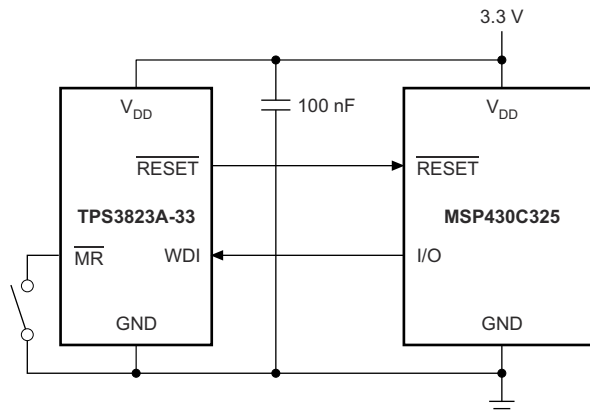 3.3 V
V_DD
100 nF
V_DD
RESET
RESET
TPS3823A-33
MSP430C325
MR
WDI
I/O
GND
GND